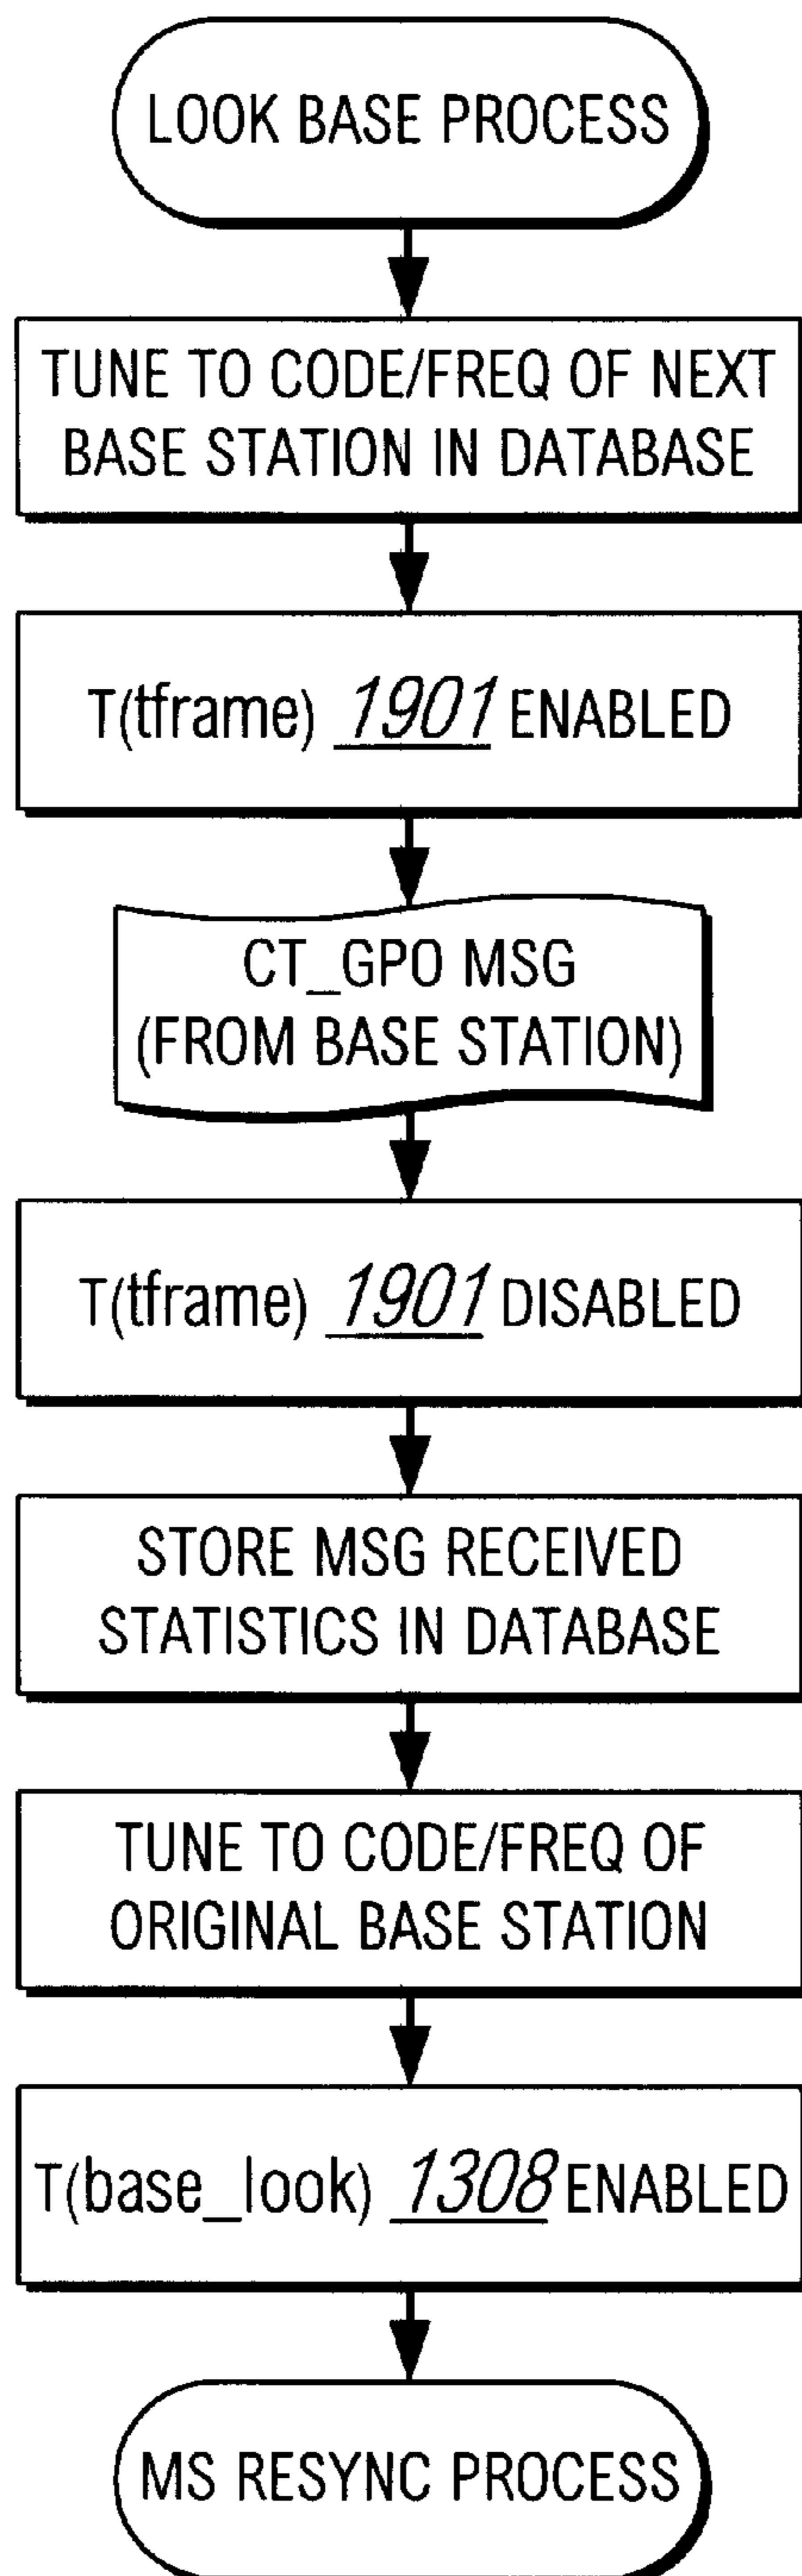 LOOK BASE PROCESS
TUNE TO CODE/FREQ OF NEXT
BASE STATION IN DATABASE
T(tframe) 1901 ENABLED
CT_GPO MSG
(FROM BASE STATION)
T(tframe) 1901 DISABLED
STORE MSG RECEIVED
STATISTICS IN DATABASE
TUNE TO CODE/FREQ OF
ORIGINAL BASE STATION
T(base_look) 1308 ENABLED
MS RESYNC PROCESS